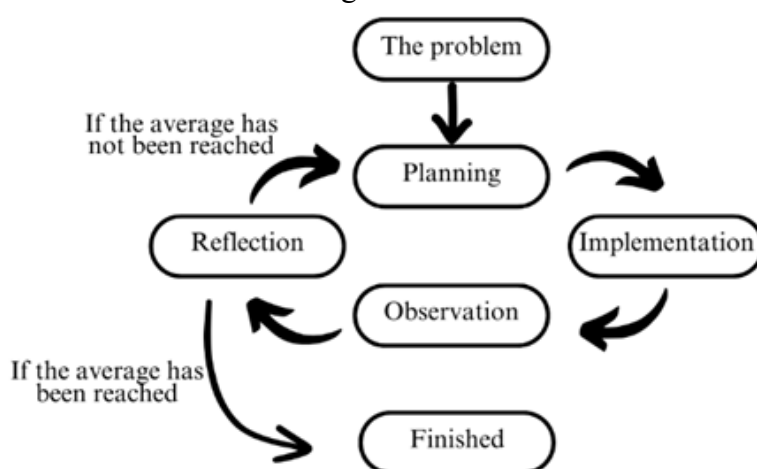 The problem
If the average has
not been reached
Planning
Reflection
Implementation
Observation
If the average has
been reached
Finished